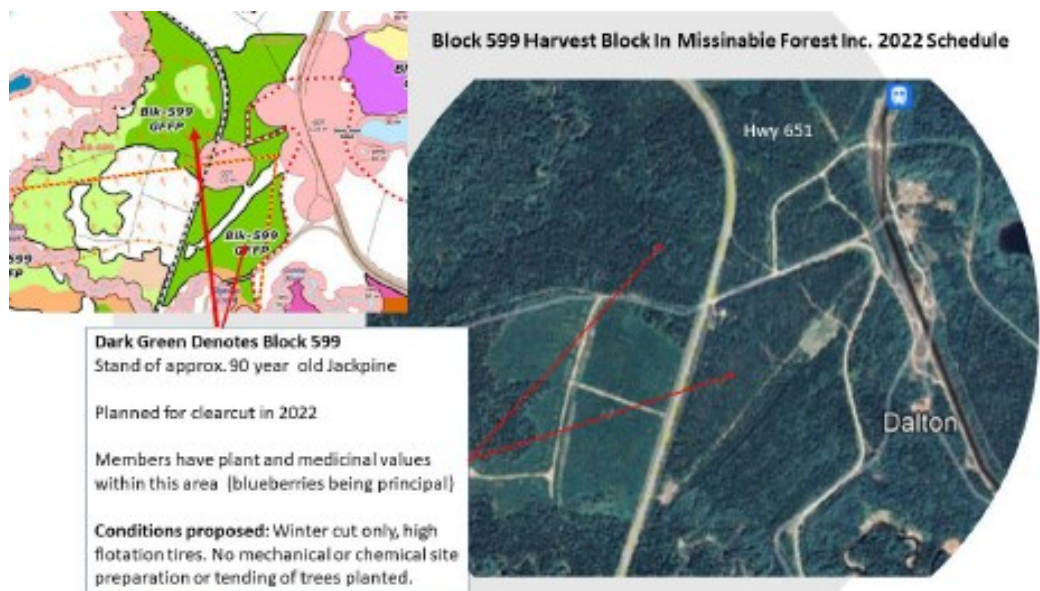 Block 599 Harvest Block In Missinabie Forest Inc. 2022 Schedule
Blk-599
GFFP
Blk-599
GFFP
599
Hwy 651
Dalton
Dark Green Denotes Block 599
Stand of approx. 90 year old Jackpine
Planned for clearcut in 2022
Members have plant and medicinal values
within this area (blueberries being principal)
Conditions proposed: Winter cut only, high
flotation tires. No mechanical or chemical site
preparation or tending of trees planted.